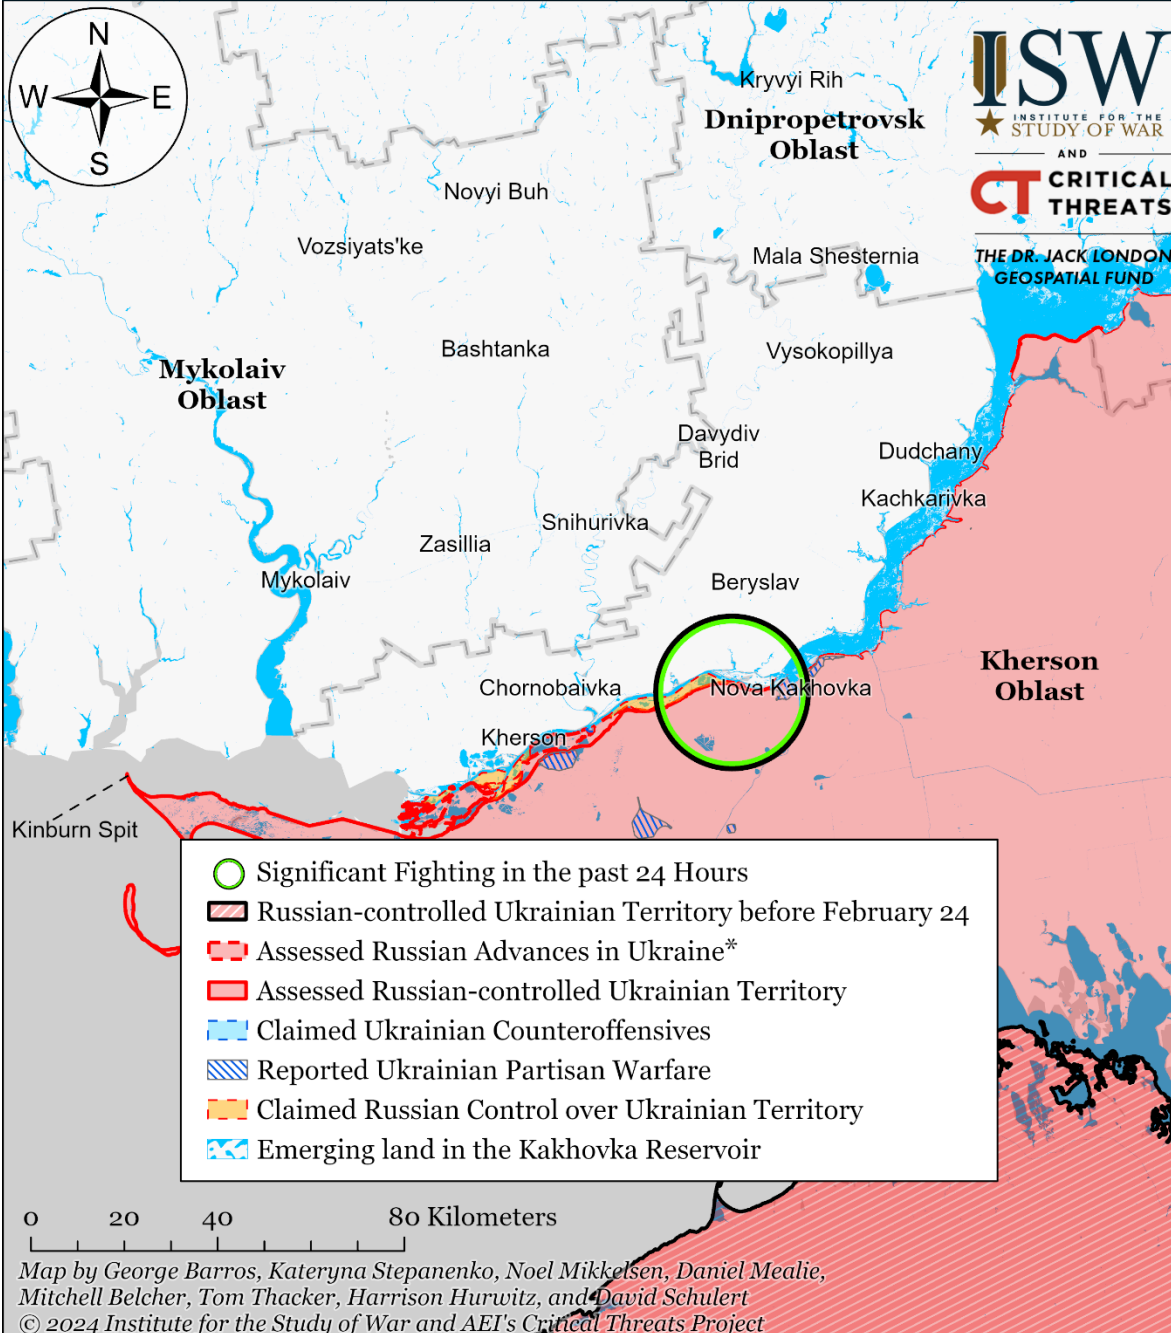 N
W
E
S
ISW
INSTITUTE FOR THE
STUDY OF WAR
AND
CT CRITICAL
THREATS
THE DR. JACK LONDON
GEOSPATIAL FUND
Kryvyi Rih
Dnipropetrovsk
Oblast
Novyi Buh
Vozsiyats'ke
Mala Shesternia
Bashtanka
Vysokopillya
Mykolaiv
Oblast
Davydiv
Brid
Dudchany
Kachkarivka
Snihurivka
Zasillia
Mykolaiv
Beryslav
Kherson
Oblast
Chornobaivka
Nova Kakhovka
Kherson
Kinburn Spit
Significant Fighting in the past 24 Hours
Russian-controlled Ukrainian Territory before February 24
Assessed Russian Advances in Ukraine*
Assessed Russian-controlled Ukrainian Territory
Claimed Ukrainian Counteroffensives
Reported Ukrainian Partisan Warfare
Claimed Russian Control over Ukrainian Territory
Emerging land in the Kakhovka Reservoir
0 20 40 80 Kilometers
Map by George Barros, Kateryna Stepanenko, Noel Mikkelsen, Daniel Mealie,
Mitchell Belcher, Tom Thacker, Harrison Hurwitz, and David Schulert
© 2024 Institute for the Study of War and AEI's Critical Threats Project